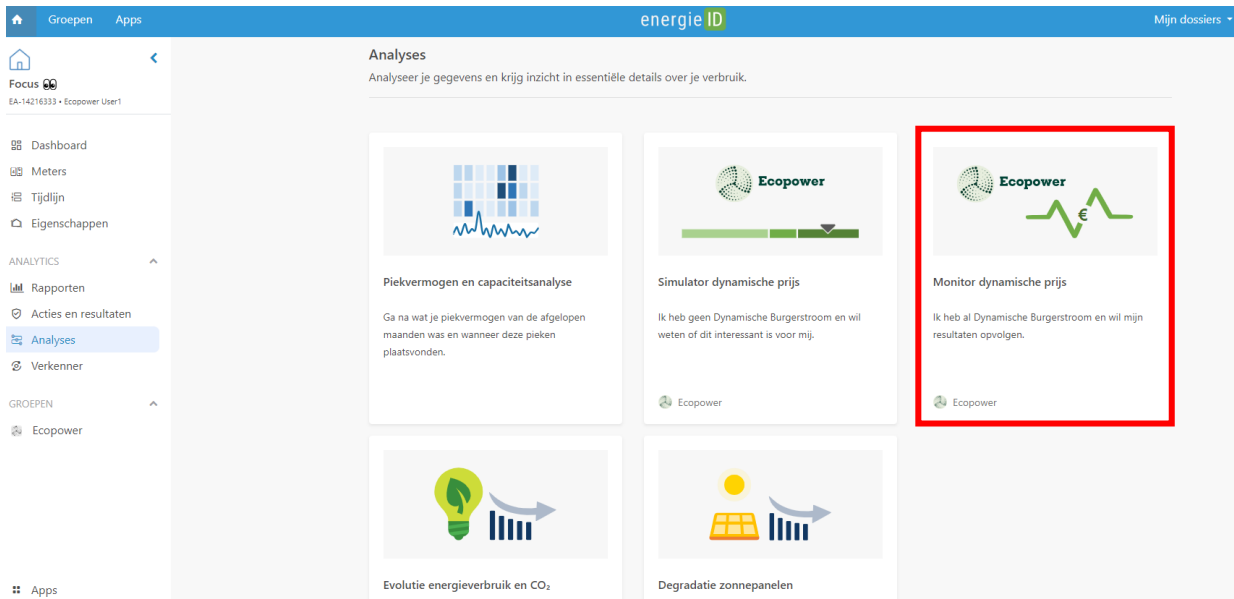 Groepen Apps energieID Mijn dossiers
Focus
EA-14216333 • Ecopower User1
Dashboard
Meters
Tijdlijn
Eigenschappen
ANALYTICS
Rapporten
Acties en resultaten
Analyses
Verkenner
GROEPEN
Ecopower
Apps
Analyses
Analyseer je gegevens en krijg inzicht in essentiële details over je verbruik.
Piekvermogen en capaciteitsanalyse
Ga na wat je piekvermogen van de afgelopen
maanden was en wanneer deze pieken
plaatsvonden.
Ecopower
Simulator dynamische prijs
Ik heb geen Dynamische Burgerstroom en wil
weten of dit interessant is voor mij.
Ecopower
Ecopower
€
Monitor dynamische prijs
Ik heb al Dynamische Burgerstroom en wil mijn
resultaten opvolgen.
Ecopower
Evolutie energieverbruik en CO₂
Degradatie zonnepanelen